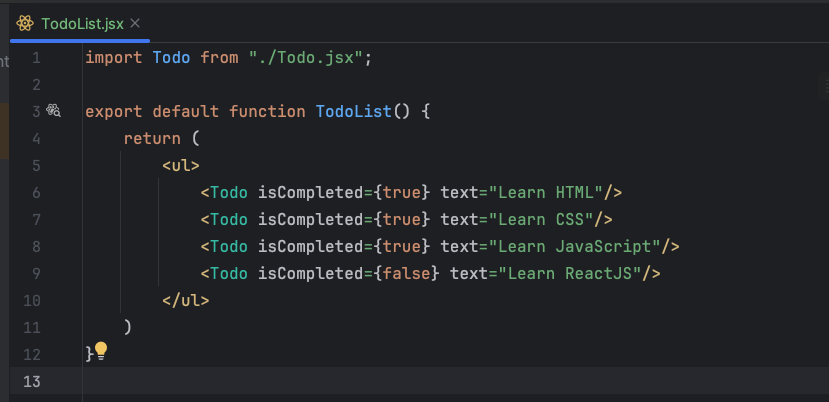 TodoList.jsx
nt
1 import Todo from "./Todo.jsx";
2
3 export default function TodoList() {
4     return (
5         <ul>
6             <Todo isCompleted={true} text="Learn HTML"/>
7             <Todo isCompleted={true} text="Learn CSS"/>
8             <Todo isCompleted={true} text="Learn JavaScript"/>
9             <Todo isCompleted={false} text="Learn ReactJS"/>
10         </ul>
11     )
12 }
13